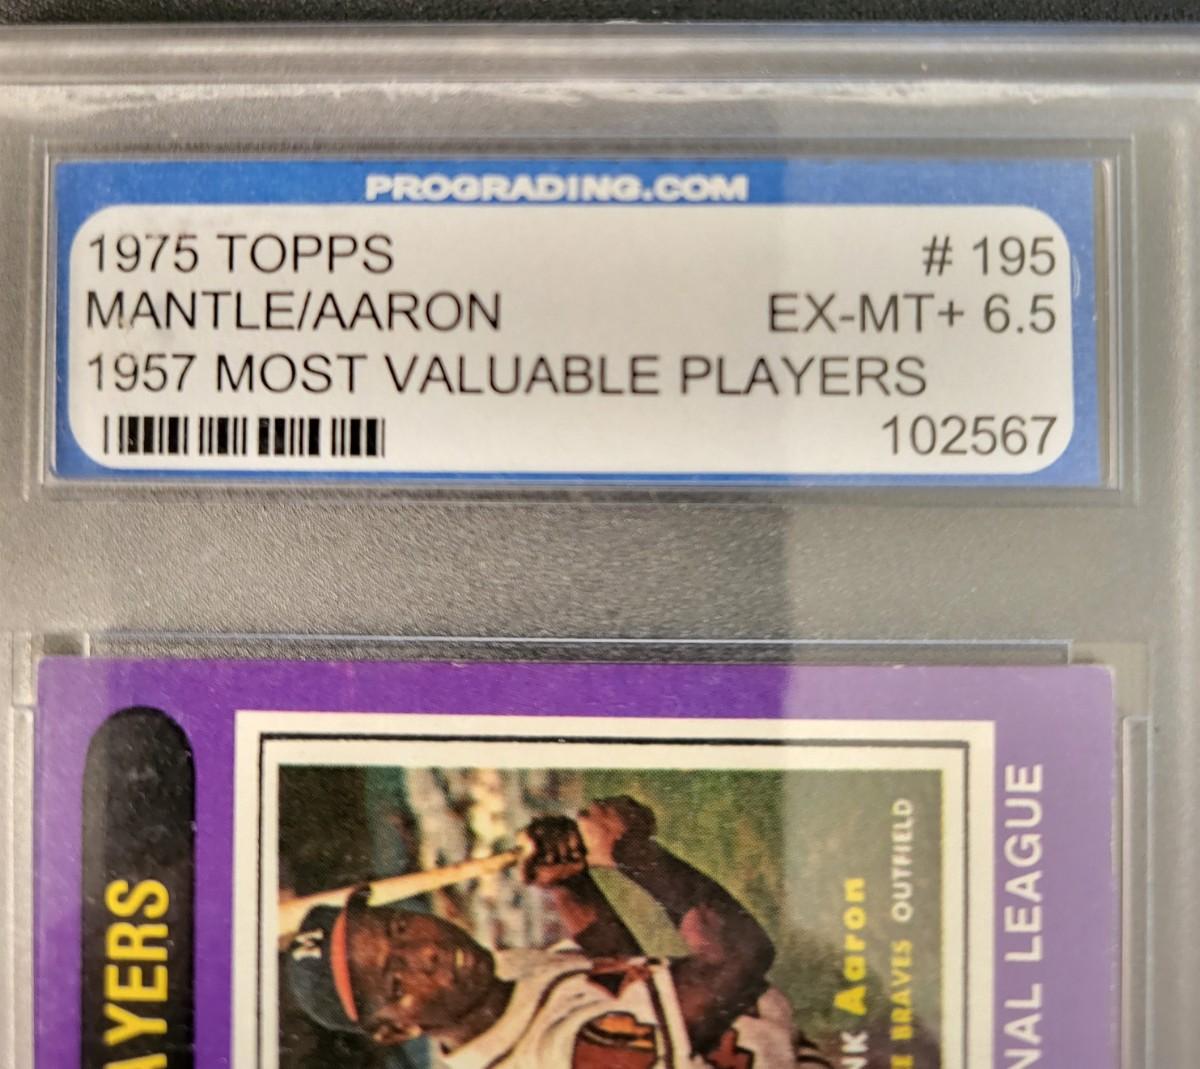 PROGRADING.COM
1975 TOPPS # 195
MANTLE/AARON EX-MT+ 6.5
1957 MOST VALUABLE PLAYERS
102567
AYERS
M
NK Aaron
E BRAVES OUTFIELD
NAL LEAGUE